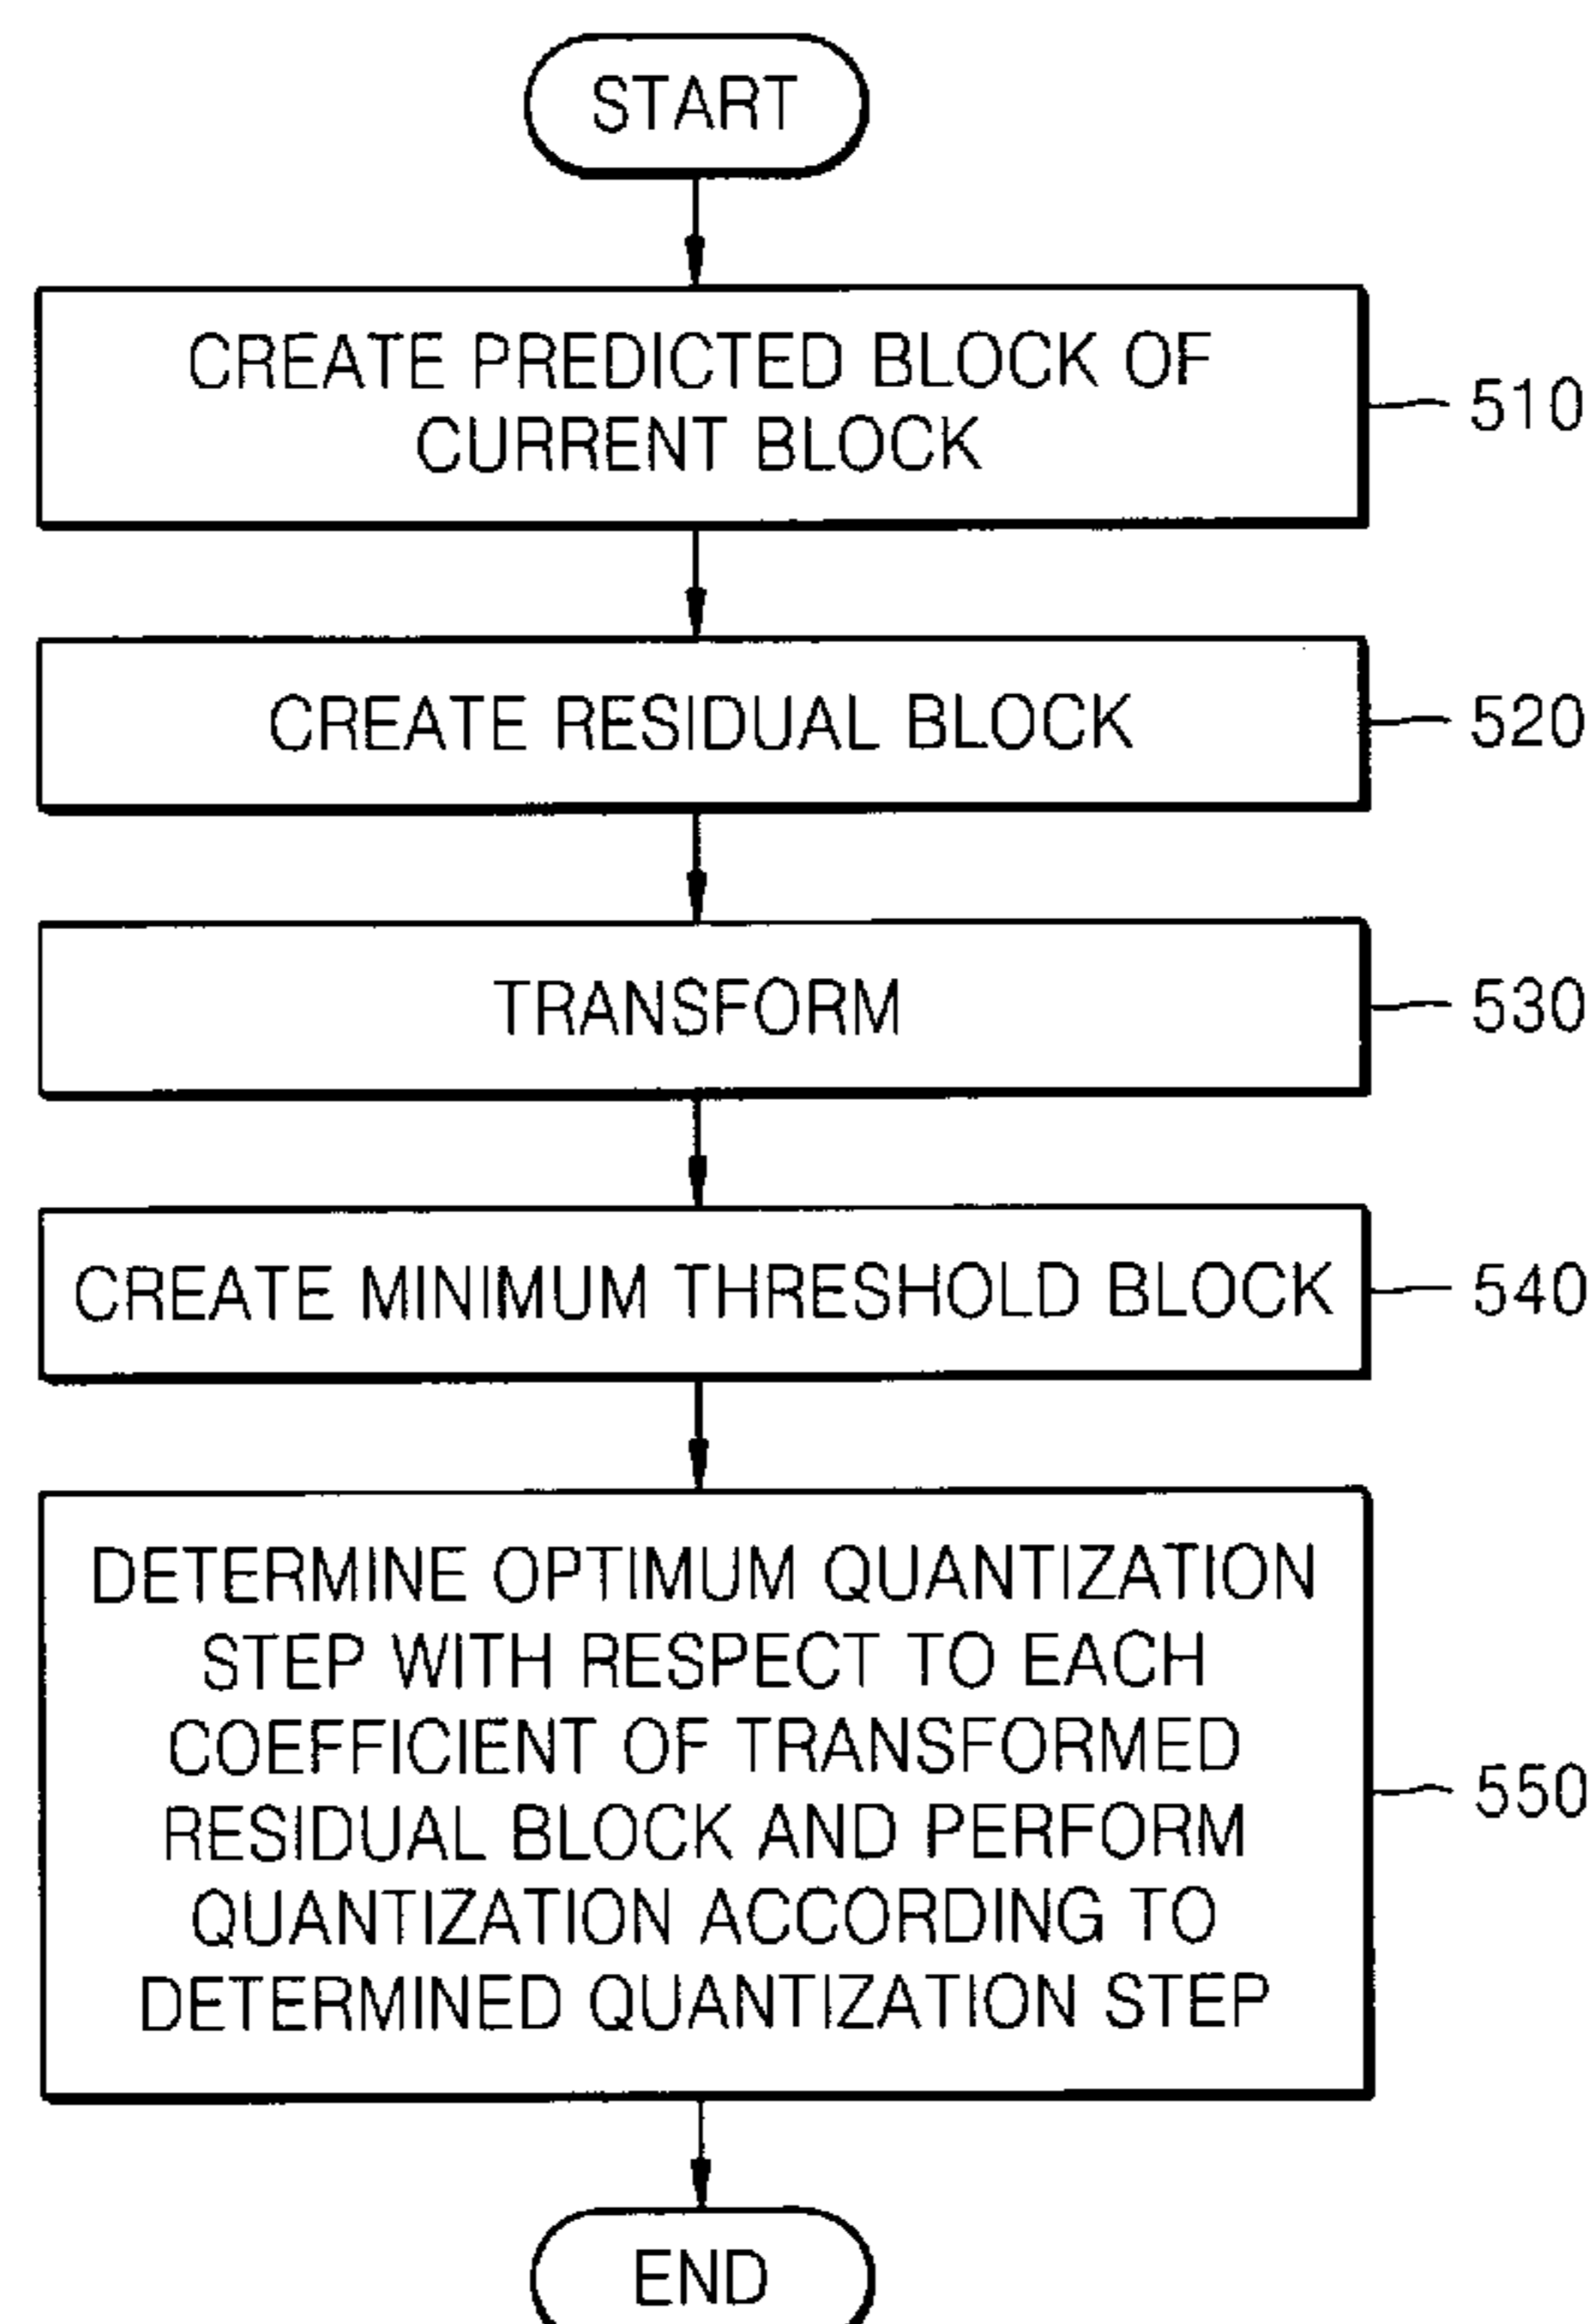 START
CREATE PREDICTED BLOCK OF
CURRENT BLOCK
510
CREATE RESIDUAL BLOCK
520
TRANSFORM
530
CREATE MINIMUM THRESHOLD BLOCK
540
DETERMINE OPTIMUM QUANTIZATION
STEP WITH RESPECT TO EACH
COEFFICIENT OF TRANSFORMED
RESIDUAL BLOCK AND PERFORM
QUANTIZATION ACCORDING TO
DETERMINED QUANTIZATION STEP
550
END